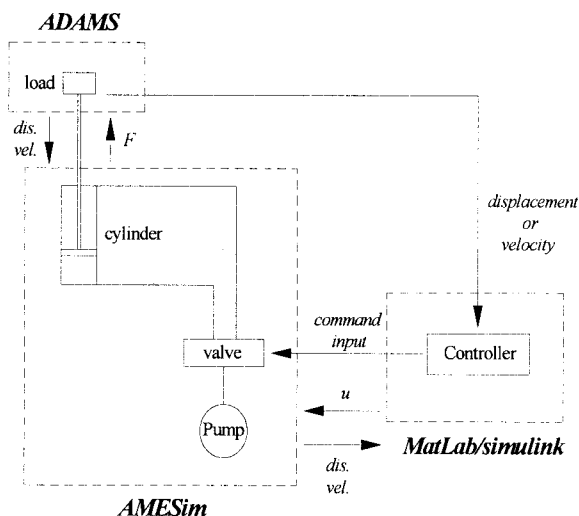 ADAMS
load
dis.
vel.
F
cylinder
displacement
or
velocity
command
input
valve
Controller
u
Pump
dis.
vel.
MatLab/simulink
AMESim